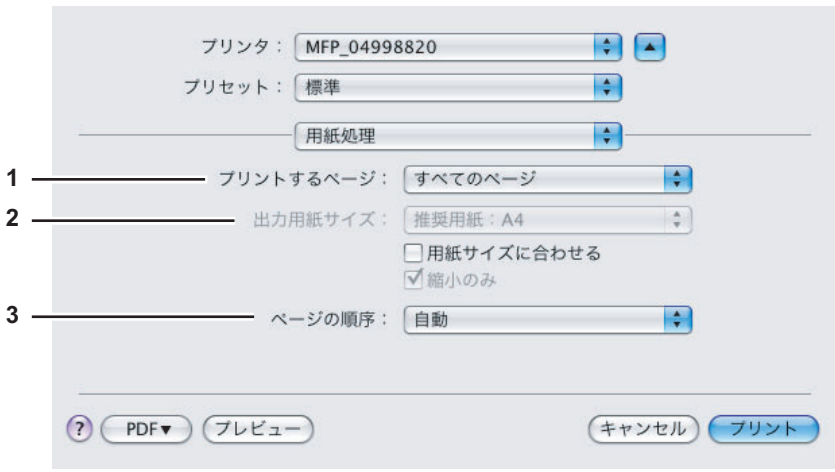 プリンタ： MFP_04998820
プリセット： 標準
用紙処理
1 プリントするページ： すべてのページ
2 出力用紙サイズ： 推奨用紙：A4
用紙サイズに合わせる
縮小のみ
3 ページの順序： 自動
? PDF▼ プレビュー キャンセル プリント